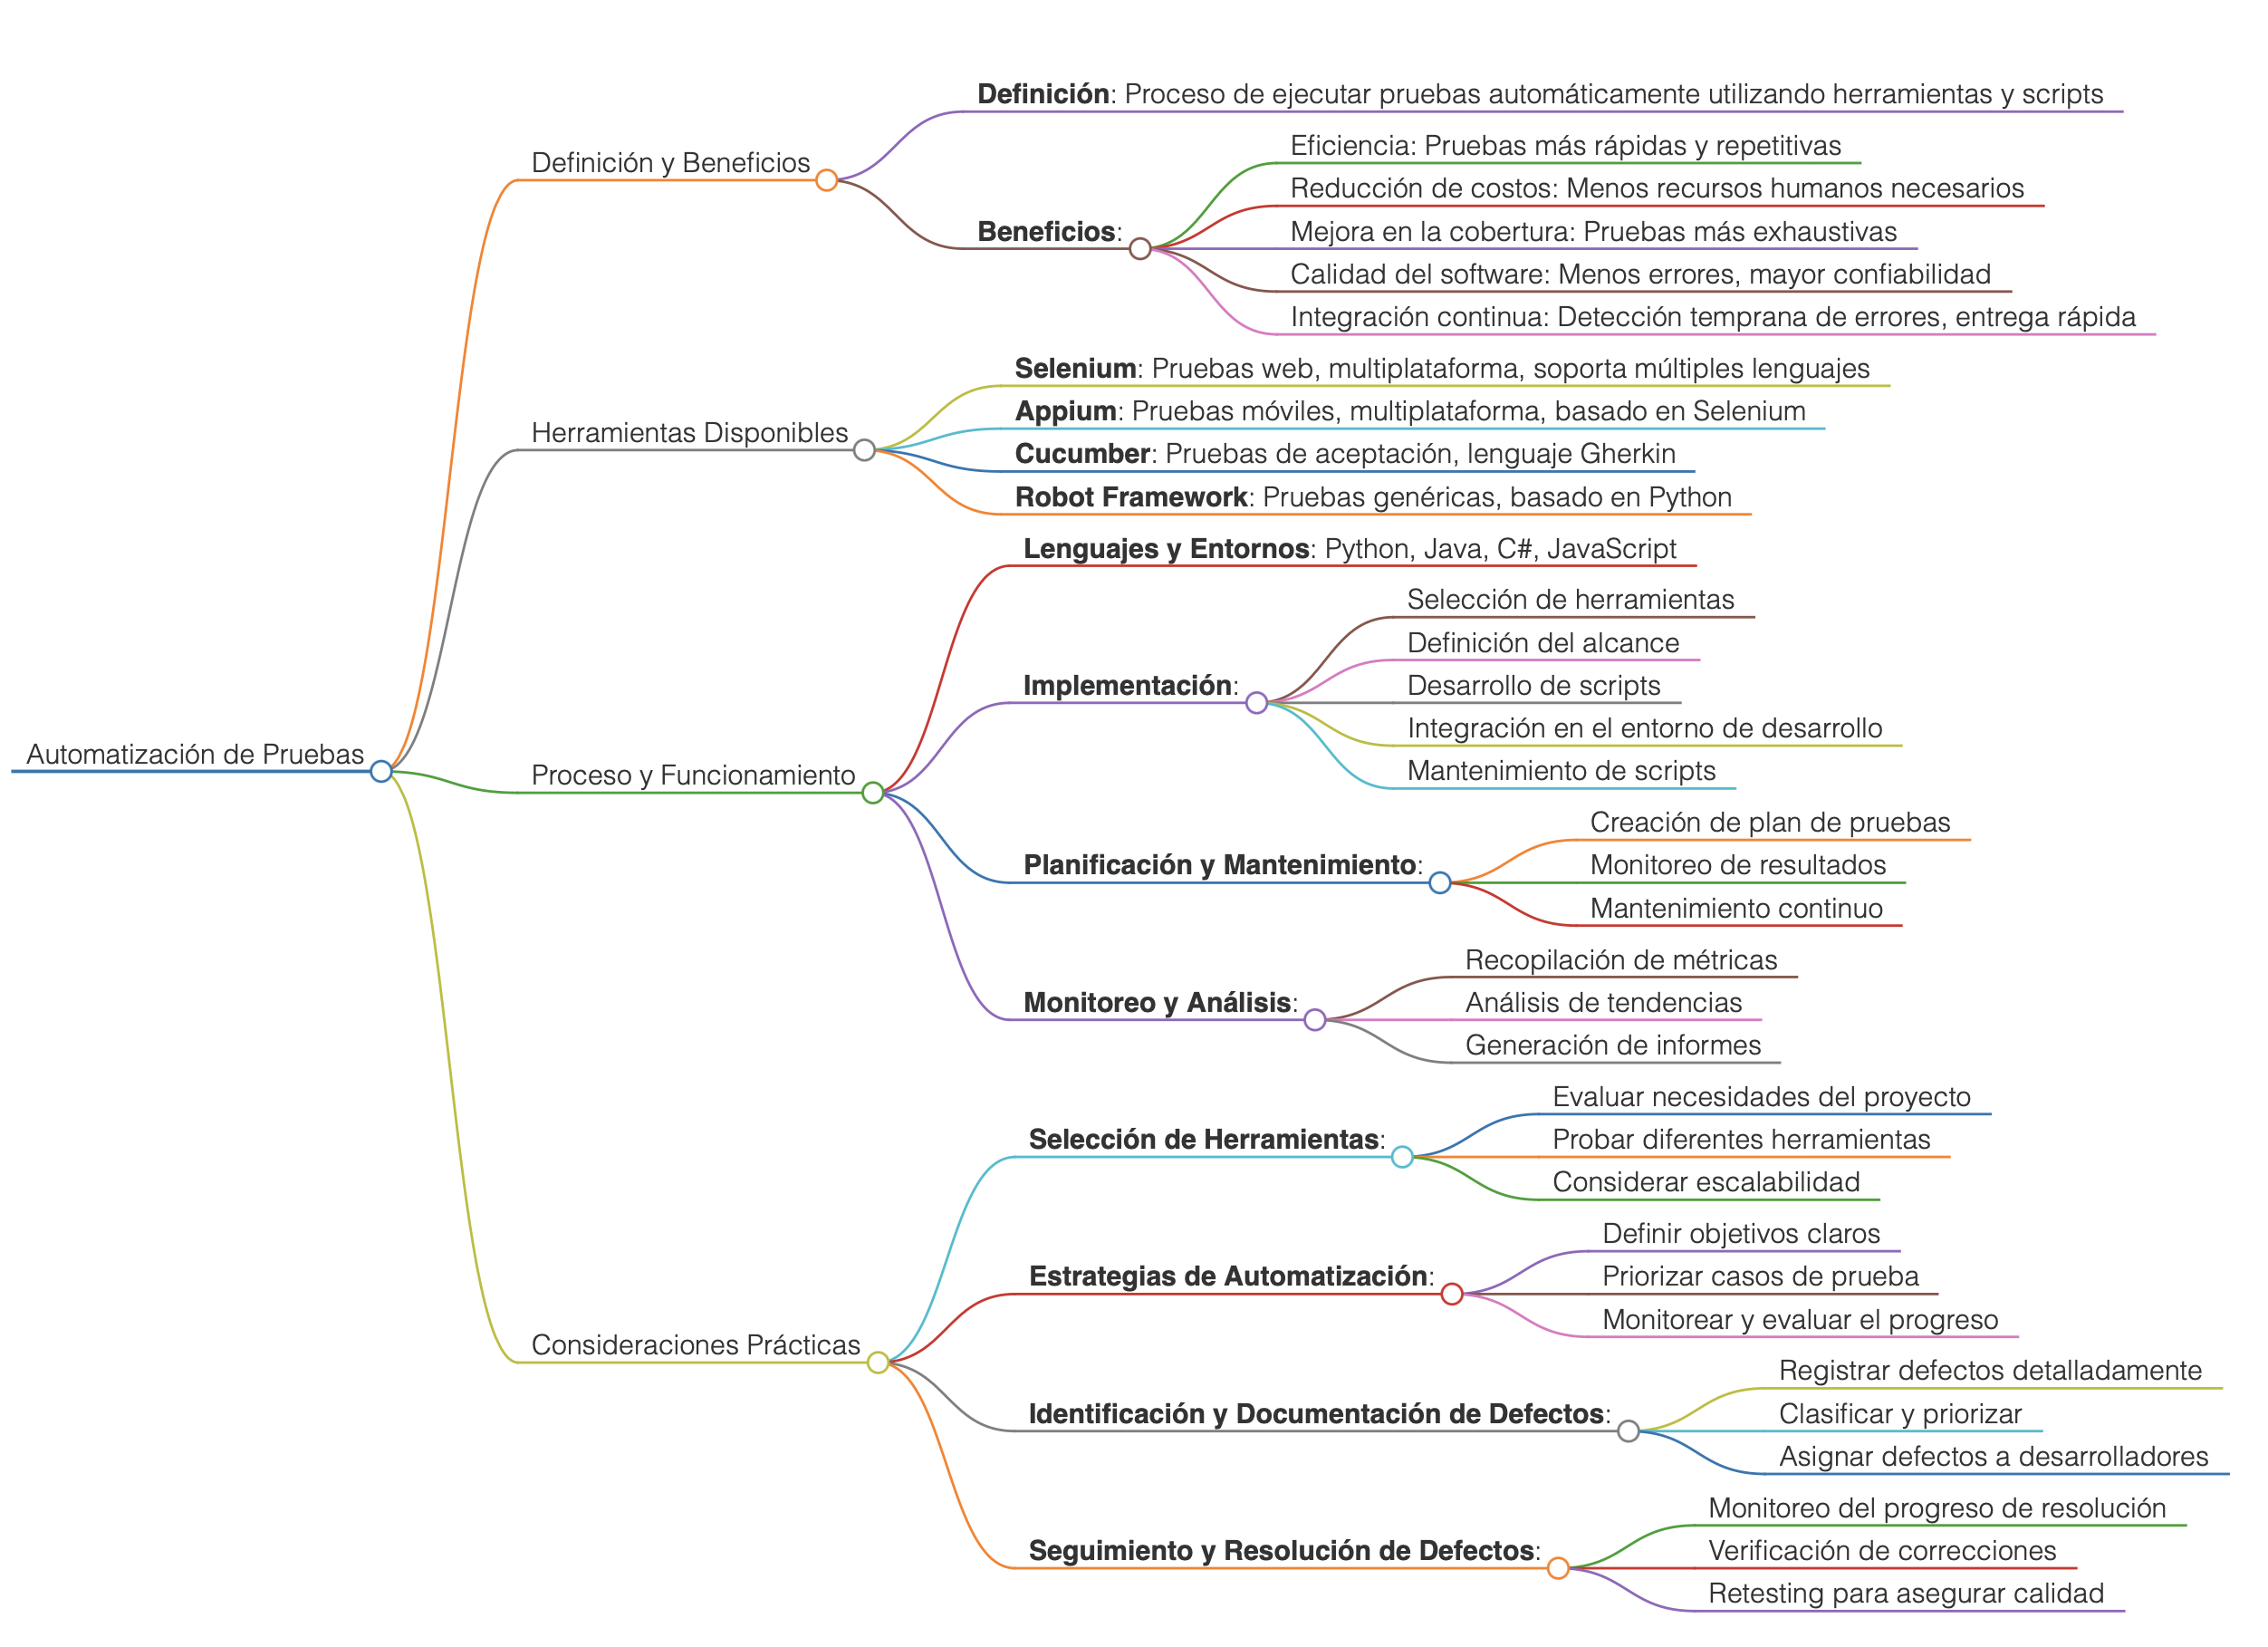 Automatización de Pruebas
Definición y Beneficios
Definición: Proceso de ejecutar pruebas automáticamente utilizando herramientas y scripts
Beneficios:
Eficiencia: Pruebas más rápidas y repetitivas
Reducción de costos: Menos recursos humanos necesarios
Mejora en la cobertura: Pruebas más exhaustivas
Calidad del software: Menos errores, mayor confiabilidad
Integración continua: Detección temprana de errores, entrega rápida
Herramientas Disponibles
Selenium: Pruebas web, multiplataforma, soporta múltiples lenguajes
Appium: Pruebas móviles, multiplataforma, basado en Selenium
Cucumber: Pruebas de aceptación, lenguaje Gherkin
Robot Framework: Pruebas genéricas, basado en Python
Proceso y Funcionamiento
Lenguajes y Entornos: Python, Java, C#, JavaScript
Implementación:
Selección de herramientas
Definición del alcance
Desarrollo de scripts
Integración en el entorno de desarrollo
Mantenimiento de scripts
Planificación y Mantenimiento:
Creación de plan de pruebas
Monitoreo de resultados
Mantenimiento continuo
Monitoreo y Análisis:
Recopilación de métricas
Análisis de tendencias
Generación de informes
Consideraciones Prácticas
Selección de Herramientas:
Evaluar necesidades del proyecto
Probar diferentes herramientas
Considerar escalabilidad
Estrategias de Automatización:
Definir objetivos claros
Priorizar casos de prueba
Monitorear y evaluar el progreso
Identificación y Documentación de Defectos:
Registrar defectos detalladamente
Clasificar y priorizar
Asignar defectos a desarrolladores
Seguimiento y Resolución de Defectos:
Monitoreo del progreso de resolución
Verificación de correcciones
Retesting para asegurar calidad